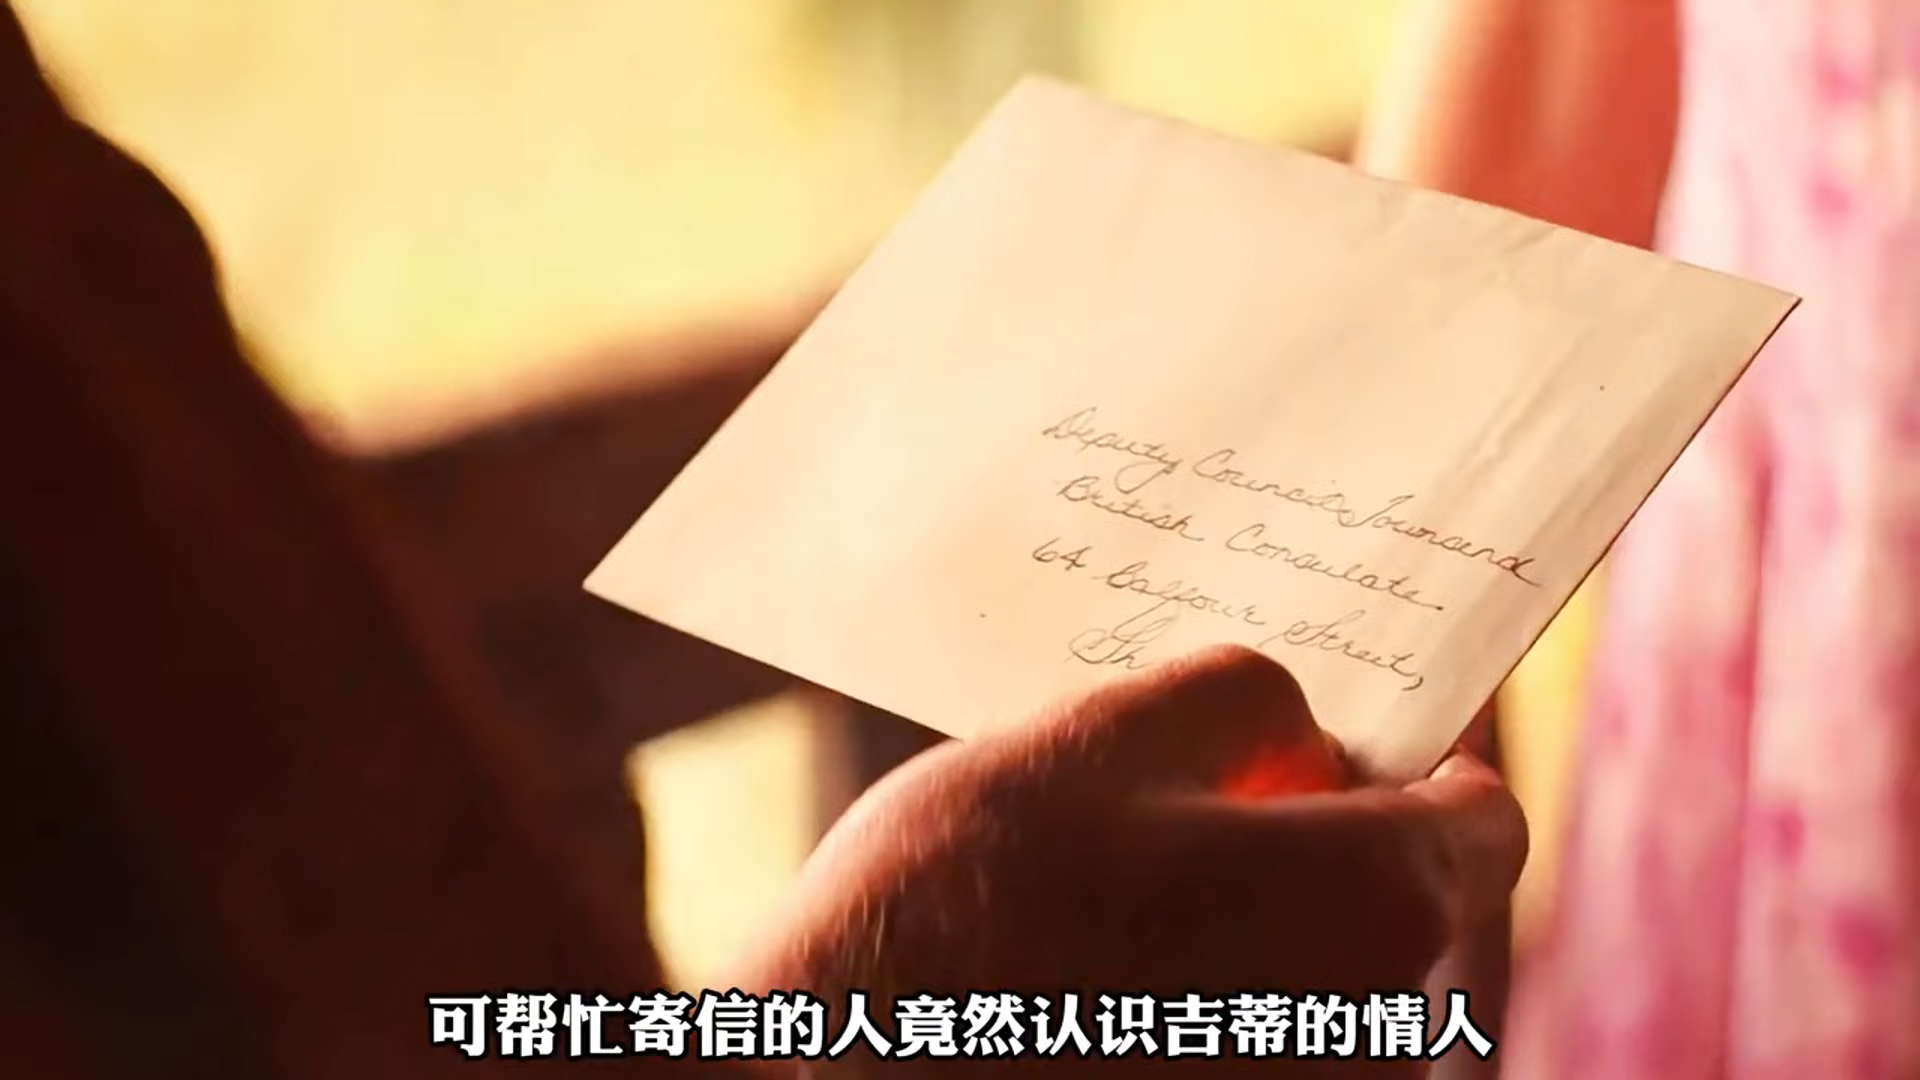 Deputy Council Townsend
British Consulate.
64 Balfour Street,
Sh
可帮忙寄信的人竟然认识吉蒂的情人